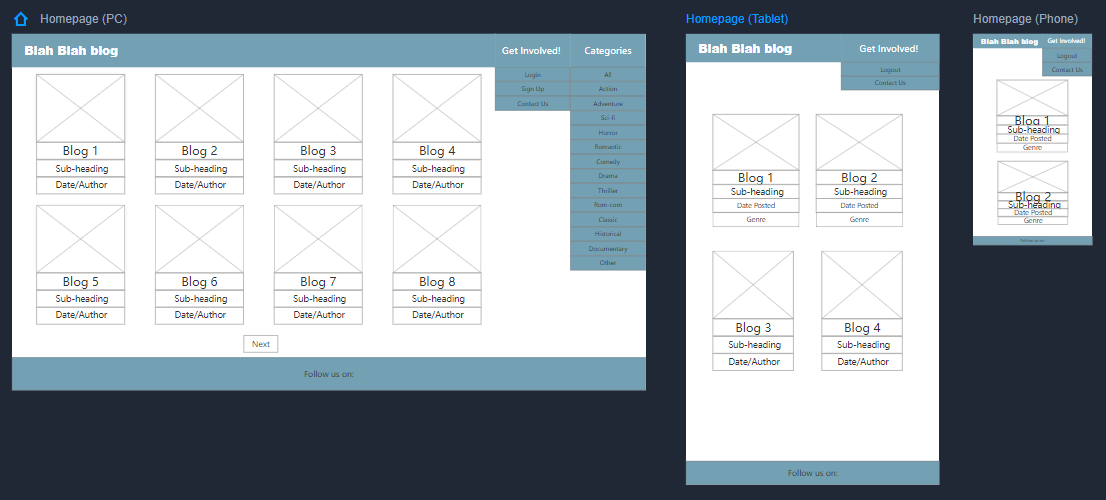 Homepage (PC)
Blah Blah blog
Get Involved!
Categories
Login
Sign Up
Contact Us
All
Action
Adventure
Sci-fi
Horror
Romantic
Comedy
Drama
Thriller
Rom-com
Classic
Historical
Documentary
Other
Blog 1
Sub-heading
Date/Author
Blog 2
Sub-heading
Date/Author
Blog 3
Sub-heading
Date/Author
Blog 4
Sub-heading
Date/Author
Blog 5
Sub-heading
Date/Author
Blog 6
Sub-heading
Date/Author
Blog 7
Sub-heading
Date/Author
Blog 8
Sub-heading
Date/Author
Next
Follow us on:
Homepage (Tablet)
Blah Blah blog
Get Involved!
Logout
Contact Us
Blog 1
Sub-heading
Date Posted
Genre
Blog 2
Sub-heading
Date Posted
Genre
Blog 3
Sub-heading
Date/Author
Blog 4
Sub-heading
Date/Author
Follow us on:
Homepage (Phone)
Blah Blah blog
Get Involved!
Logout
Contact Us
Blog 1
Sub-heading
Date Posted
Genre
Blog 2
Sub-heading
Date Posted
Genre
Follow us on: